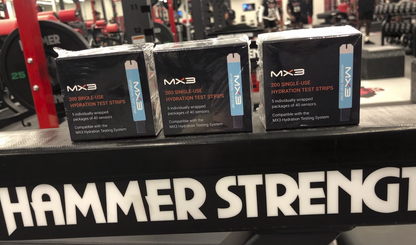 MX3
200 SINGLE-USE
HYDRATION TEST STRIPS
5 individually wrapped
packages of 40 sensors
Compatible with the
MX3 Hydration Testing System
MX3
MX3
200 SINGLE-USE
HYDRATION TEST STRIPS
5 individually wrapped
packages of 40 sensors
Compatible with the
MX3 Hydration Testing System
MX3
MX3
200 SINGLE-USE
HYDRATION TEST STRIPS
5 individually wrapped
packages of 40 sensors
Compatible with the
MX3 Hydration Testing System
MX3
25
HAMMER STRENGT